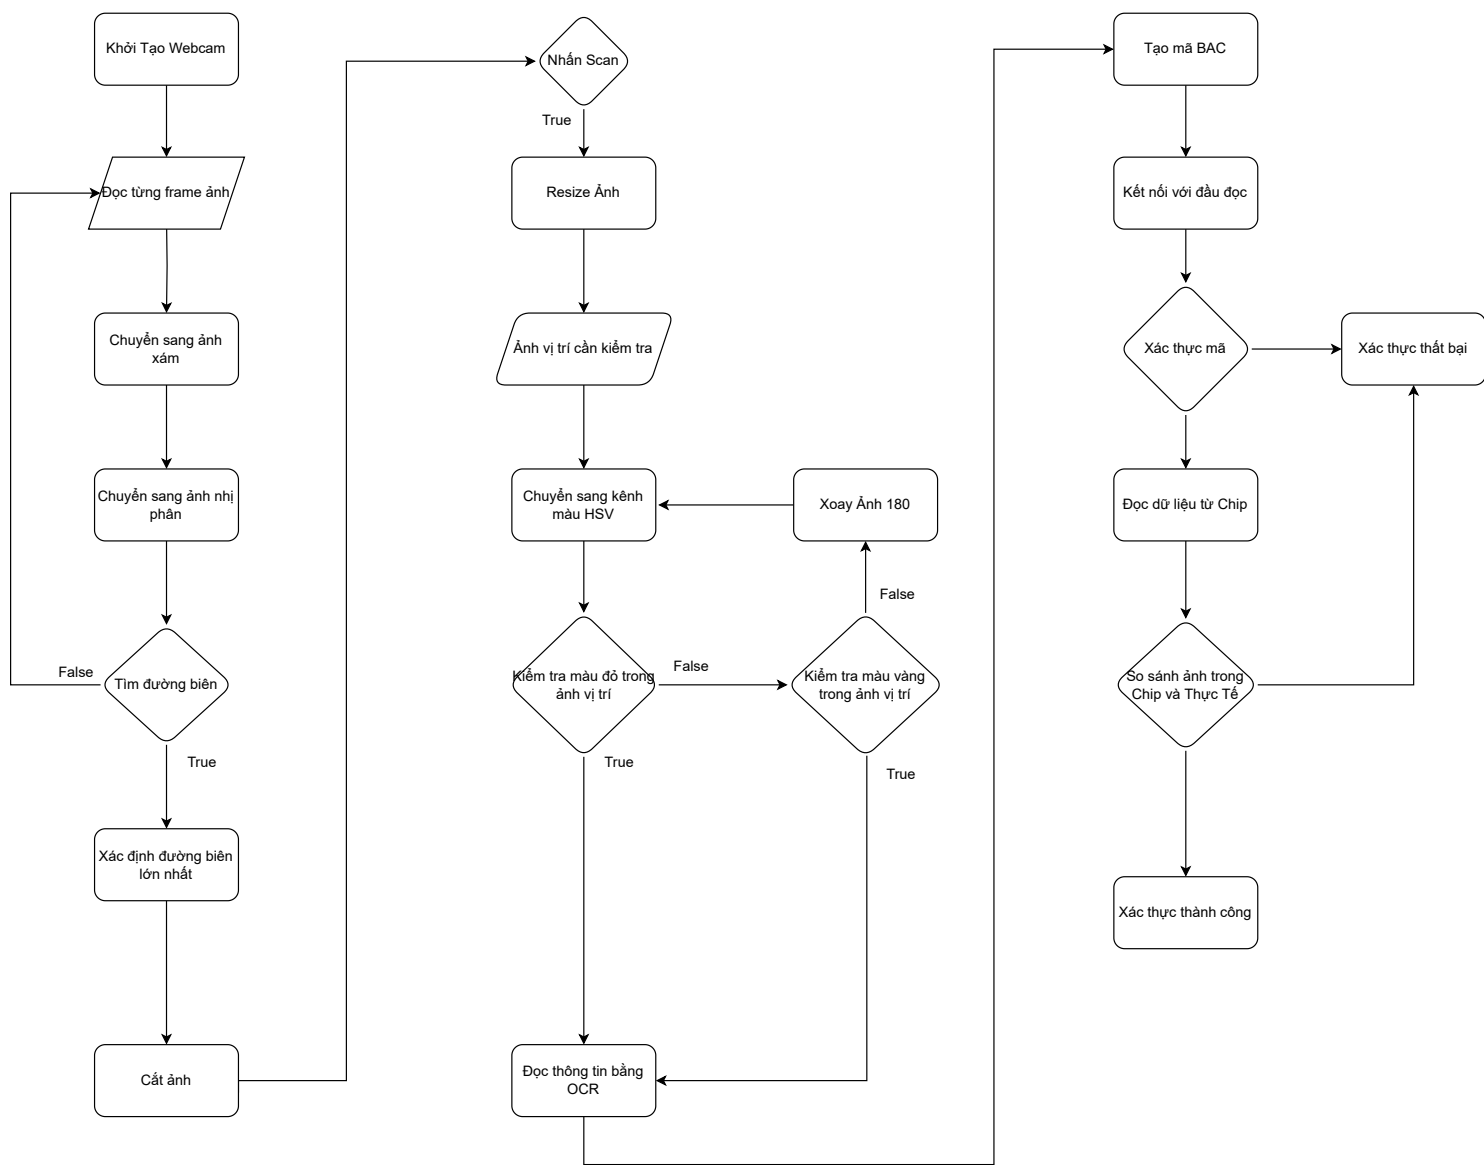 Khởi Tạo Webcam
Đọc từng frame ảnh
Chuyển sang ảnh
xám
Chuyển sang ảnh nhị
phân
False
Tìm đường biên
True
Xác định đường biên
lớn nhất
Cắt ảnh
Nhấn Scan
True
Resize Ảnh
Ảnh vị trí cần kiểm tra
Chuyển sang kênh
màu HSV
Xoay Ảnh 180
False
Kiểm tra màu đỏ trong
ảnh vị trí
False
Kiểm tra màu vàng
trong ảnh vị trí
True
True
Đọc thông tin bằng
OCR
Tạo mã BAC
Kết nối với đầu đọc
Xác thực mã
Xác thực thất bại
Đọc dữ liệu từ Chip
So sánh ảnh trong
Chip và Thực Tế
Xác thực thành công